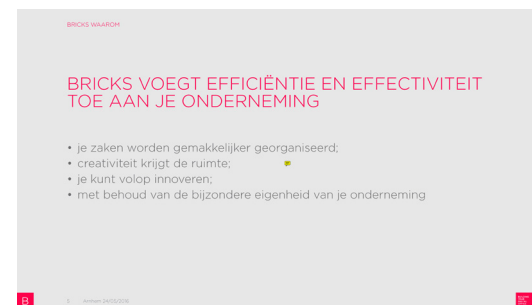 BRICKS WAAROM
BRICKS VOEGT EFFICIËNTIE EN EFFECTIVITEIT
TOE AAN JE ONDERNEMING
• je zaken worden gemakkelijker georganiseerd;
• creativiteit krijgt de ruimte;
• je kunt volop innoveren;
• met behoud van de bijzondere eigenheid van je onderneming
B